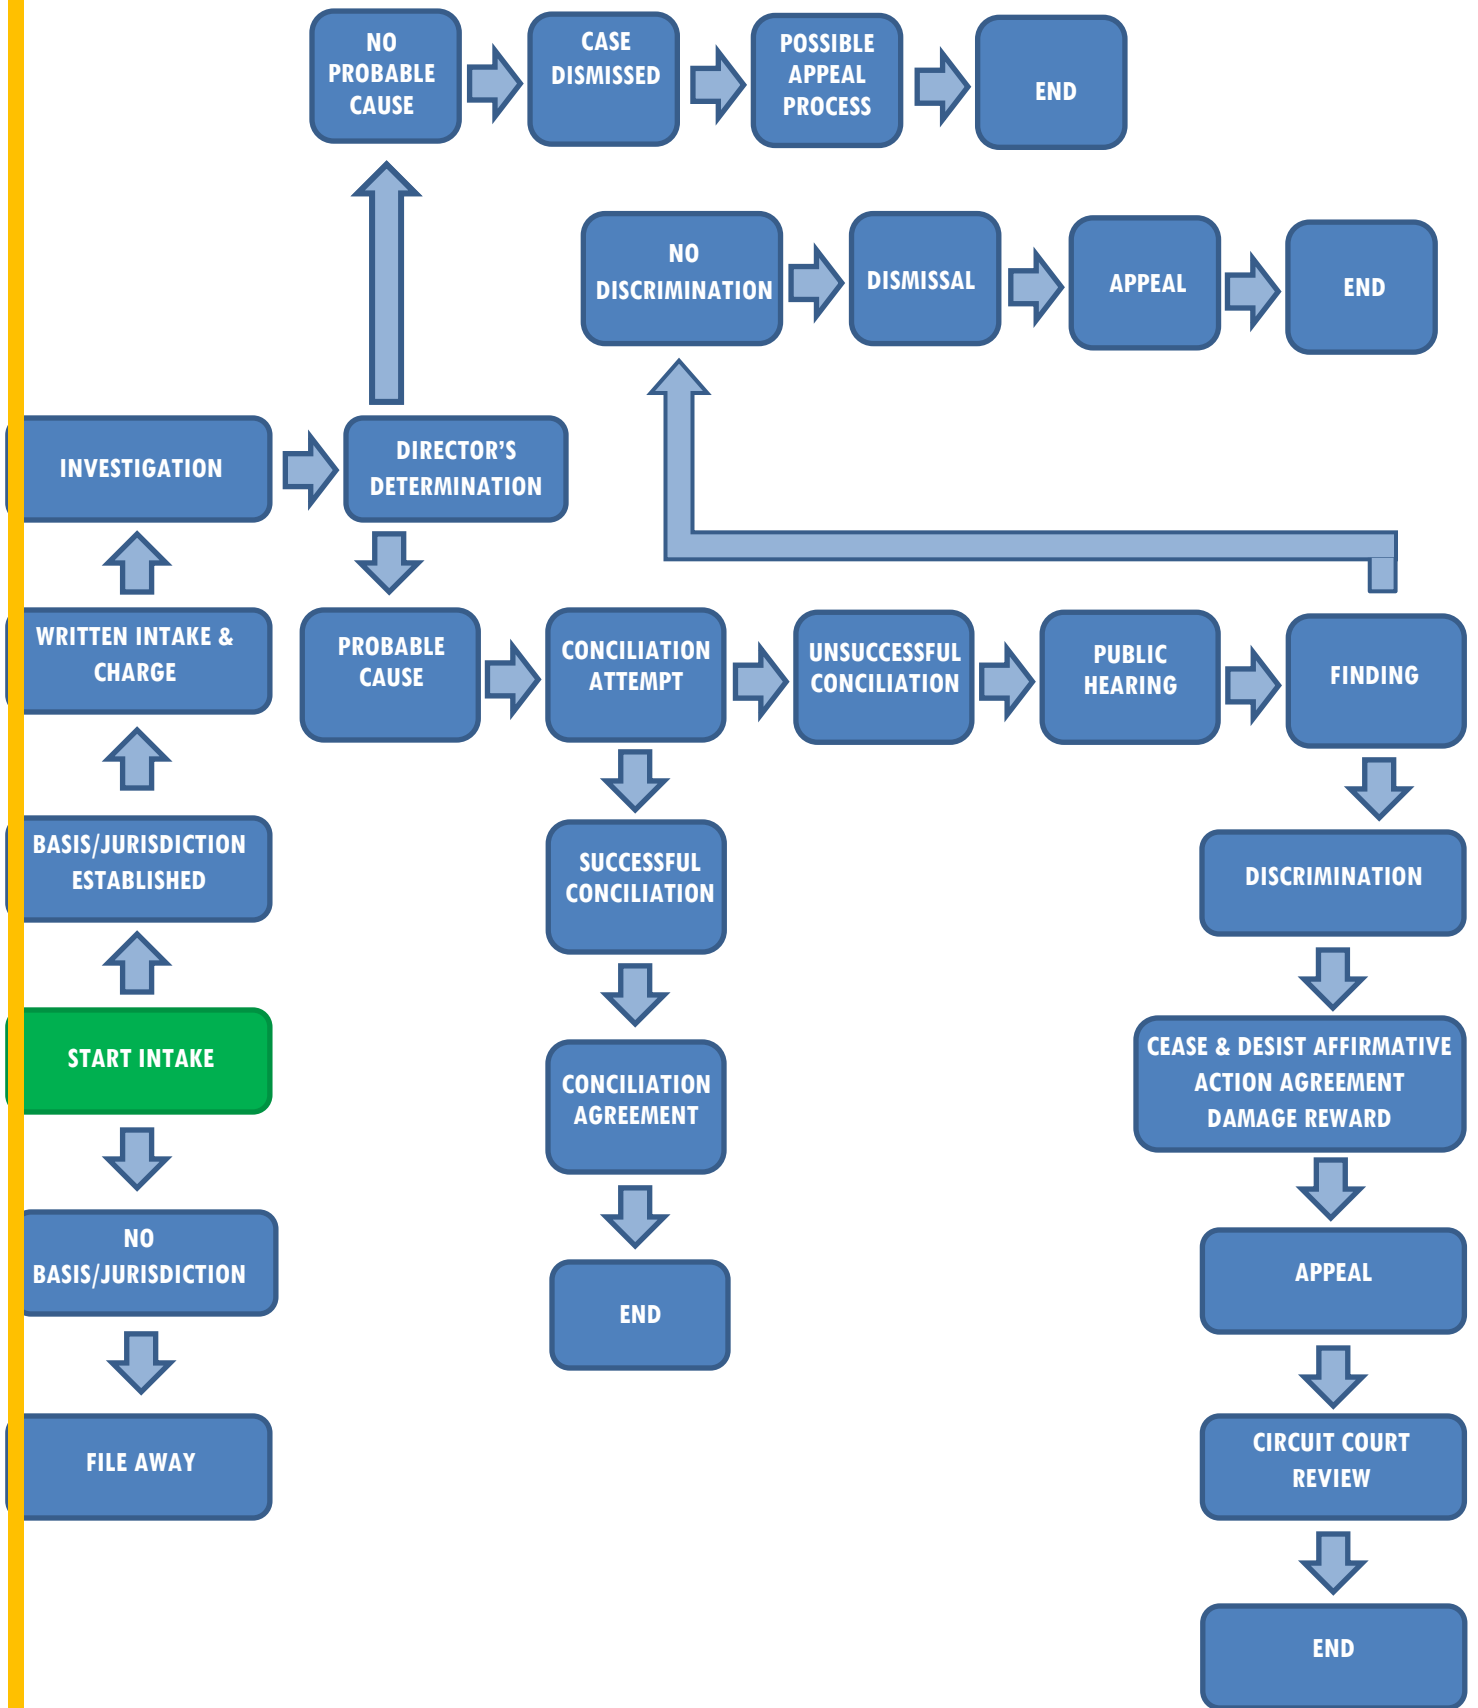 NO
PROBABLE
CAUSE
CASE
DISMISSED
POSSIBLE
APPEAL
PROCESS
END
NO
DISCRIMINATION
DISMISSAL
APPEAL
END
INVESTIGATION
DIRECTOR’S
DETERMINATION
WRITTEN INTAKE &
CHARGE
PROBABLE
CAUSE
CONCILIATION
ATTEMPT
UNSUCCESSFUL
CONCILIATION
PUBLIC
HEARING
FINDING
BASIS/JURISDICTION
ESTABLISHED
SUCCESSFUL
CONCILIATION
DISCRIMINATION
START INTAKE
CONCILIATION
AGREEMENT
CEASE & DESIST AFFIRMATIVE
ACTION AGREEMENT
DAMAGE REWARD
NO
BASIS/JURISDICTION
END
APPEAL
FILE AWAY
CIRCUIT COURT
REVIEW
END